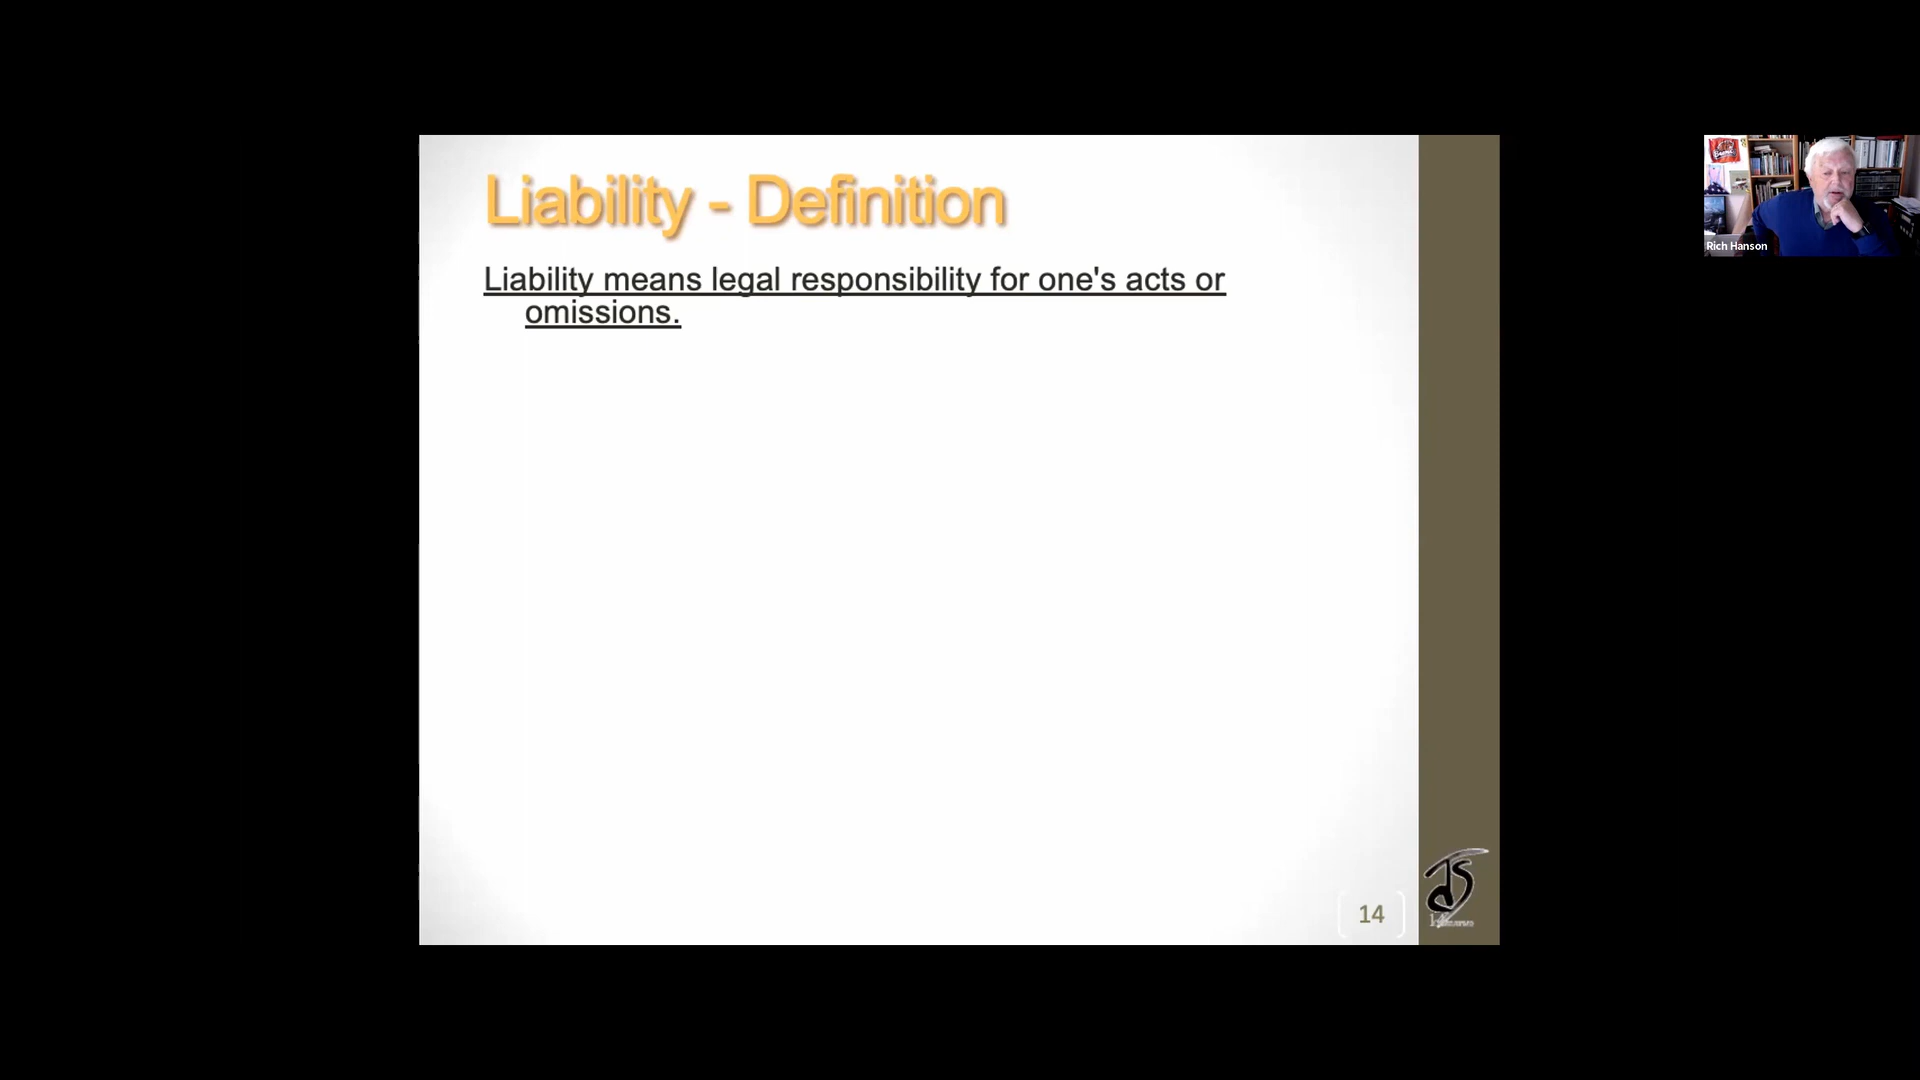 Liability - Definition
Liability means legal responsibility for one's acts or
omissions.
14
Rich Hanson